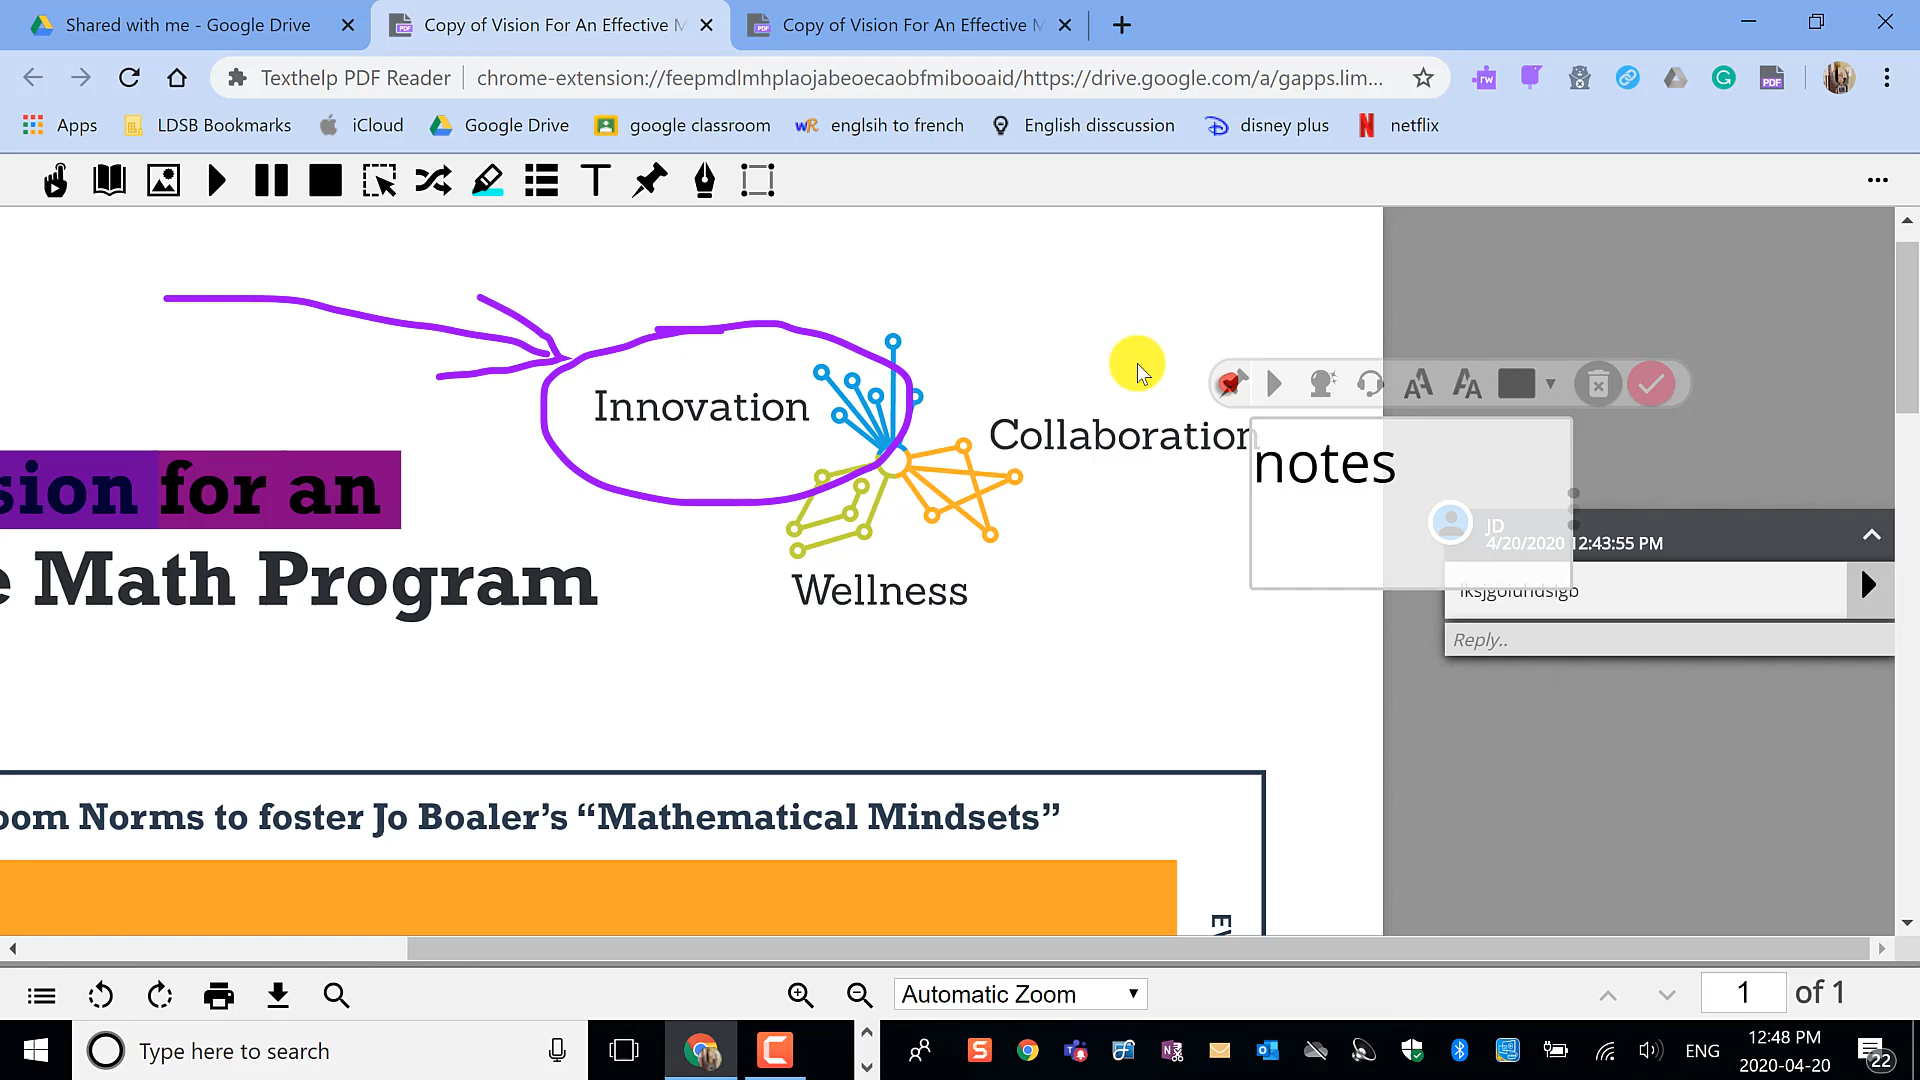 Shared with me - Google Drive
Copy of Vision For An Effective M
Copy of Vision For An Effective M
Texthelp PDF Reader
chrome-extension://feepmdlmhplaojabeoecaobfmibooaid/https://drive.google.com/a/gapps.lim...
rw
G
PDF
Apps
LDSB Bookmarks
iCloud
Google Drive
google classroom
englsih to french
English disscussion
disney plus
netflix
Innovation
Collaboration
notes
sion for an
JD
4/20/2020 12:43:55 PM
e Math Program
Wellness
Reply..
oom Norms to foster Jo Boaler's “Mathematical Mindsets”
Automatic Zoom
1 of 1
Type here to search
ENG
12:48 PM
2020-04-20
22